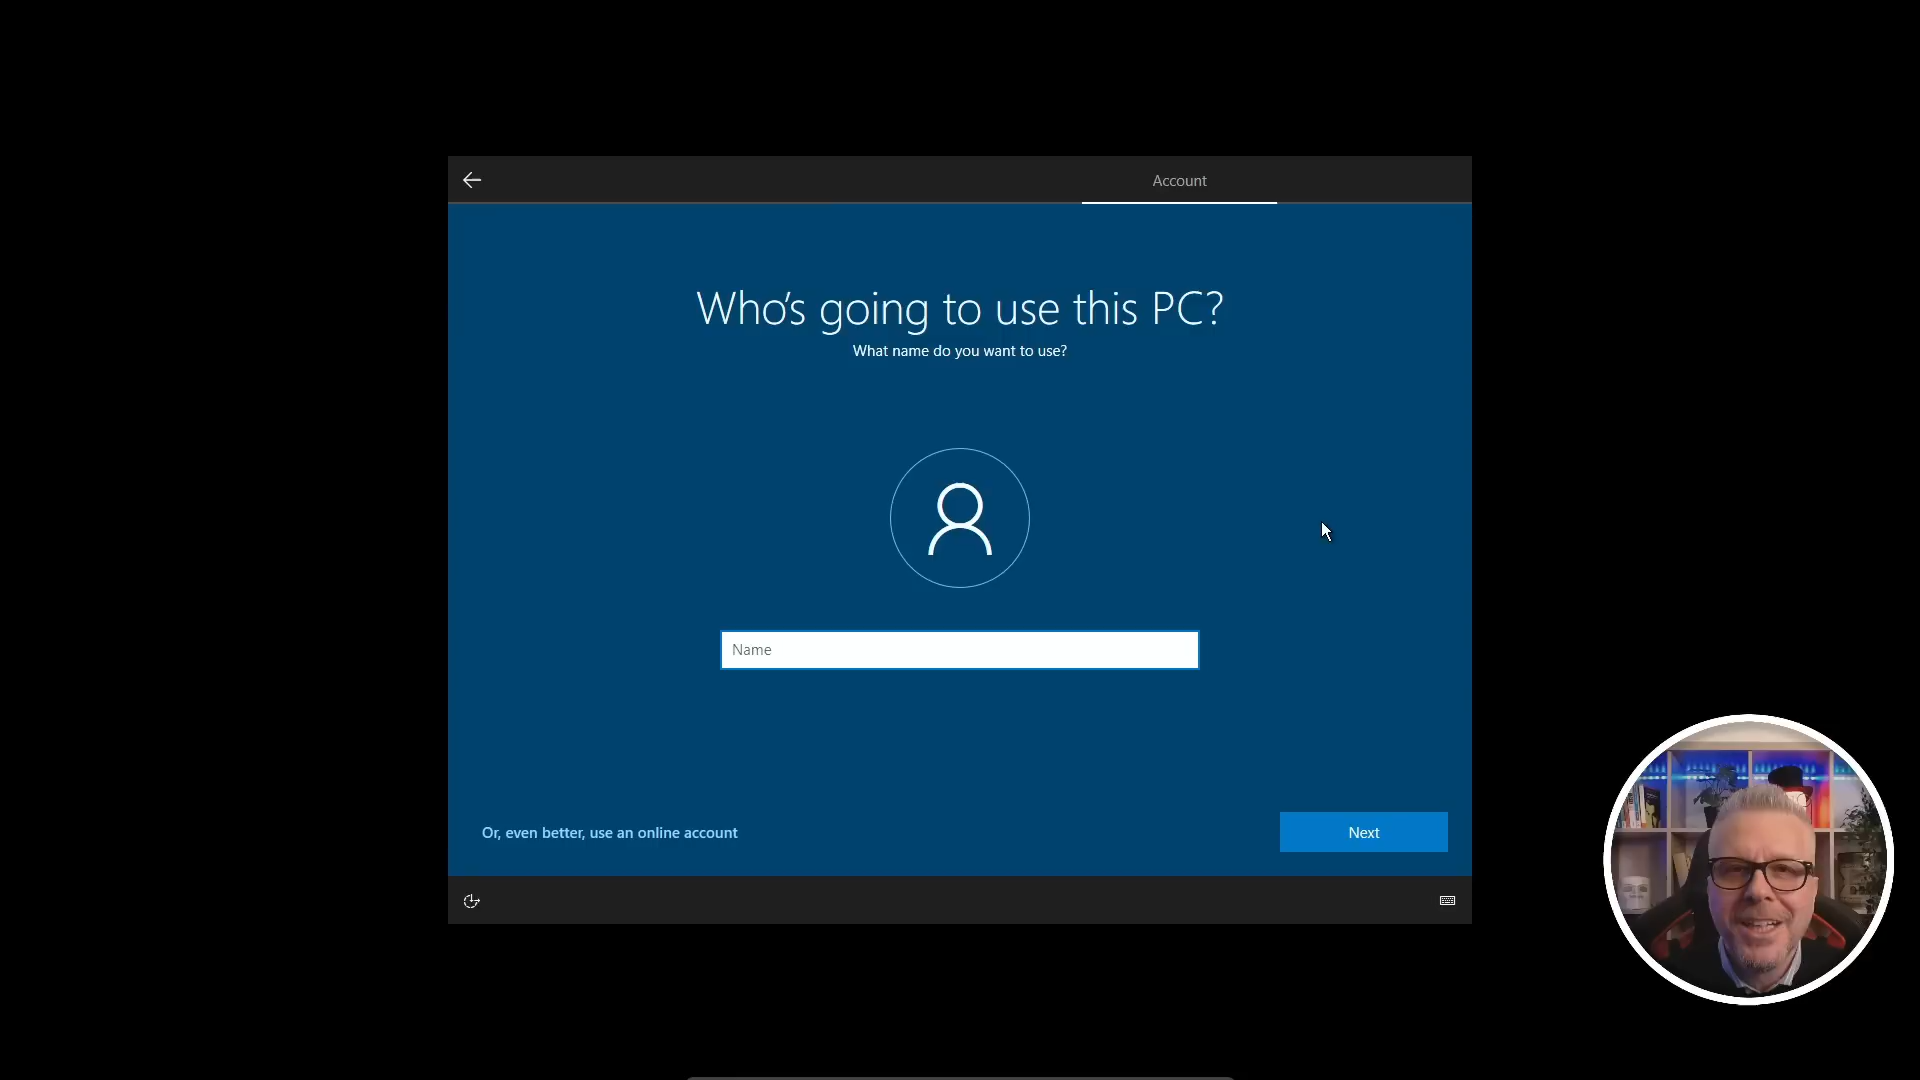 Account
Who's going to use this PC?
What name do you want to use?
Name
Or, even better, use an online account
Next